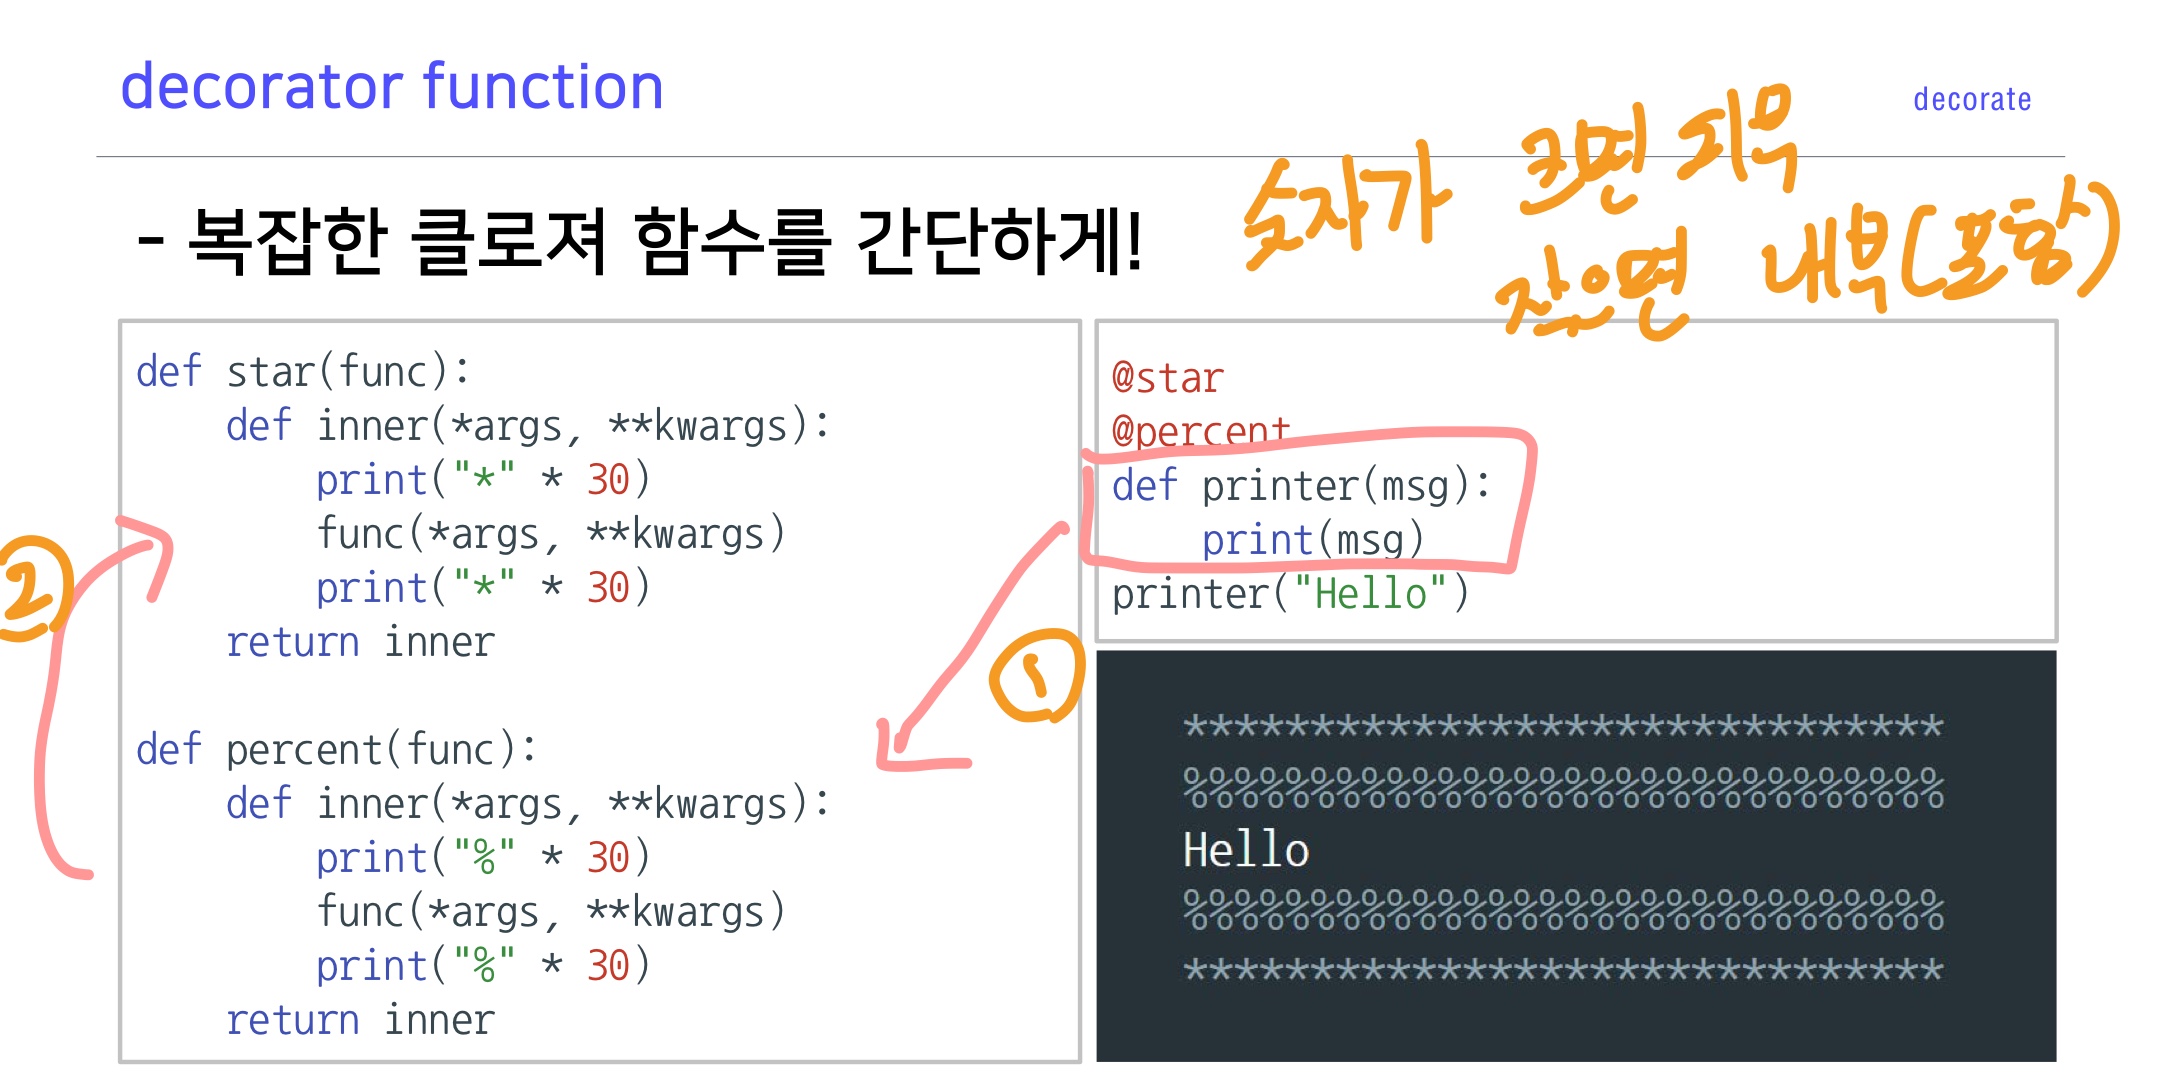 decorator function
decorate
숫자가 크면 외부
작으면 내부(포함)
- 복잡한 클로져 함수를 간단하게!
def star(func):
    def inner(*args, **kwargs):
        print("*" * 30)
        func(*args, **kwargs)
        print("*" * 30)
    return inner
②
def percent(func):
    def inner(*args, **kwargs):
        print("%" * 30)
        func(*args, **kwargs)
        print("%" * 30)
    return inner
①
@star
@percent
def printer(msg):
    print(msg)
printer("Hello")
******************************
%%%%%%%%%%%%%%%%%%%%%%%%%%%%%%
Hello
%%%%%%%%%%%%%%%%%%%%%%%%%%%%%%
******************************